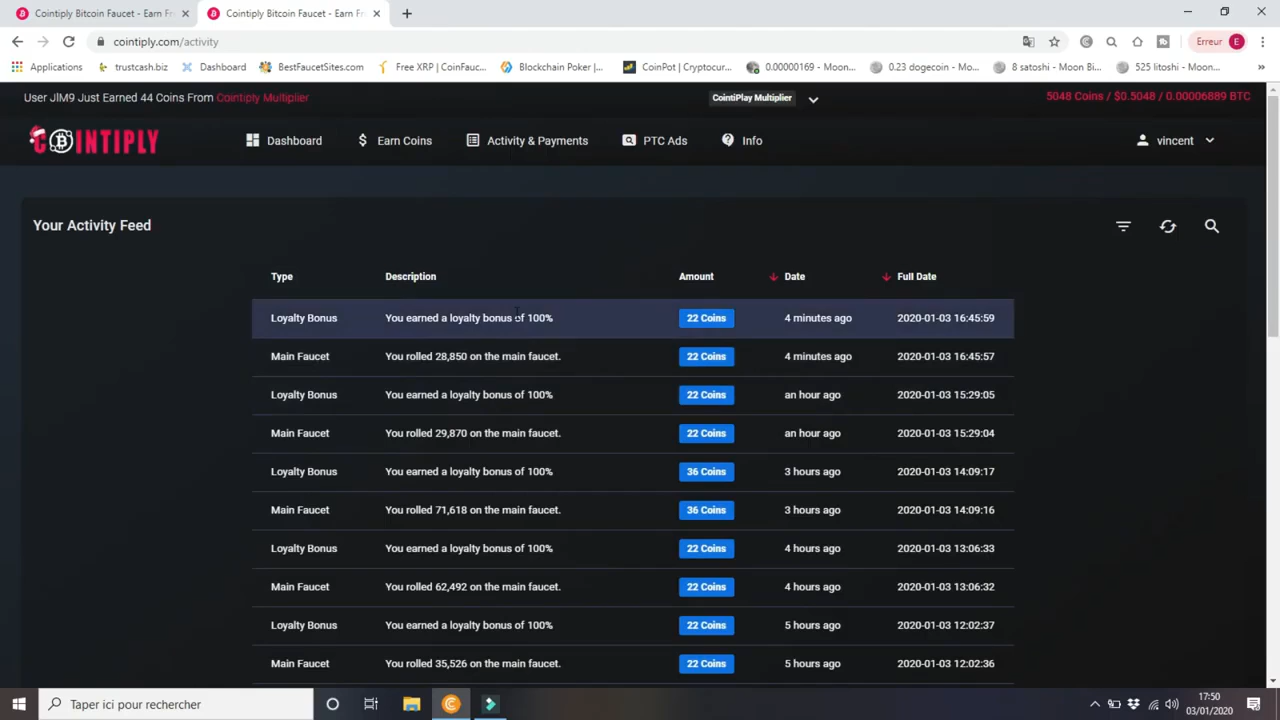 Cointiply Bitcoin Faucet - Earn Fr
Cointiply Bitcoin Faucet - Earn Fr
cointiply.com/activity
Erreur E
Applications
trustcash.biz
Dashboard
BestFaucetSites.com
Free XRP | CoinFauc...
Blockchain Poker |...
CoinPot | Cryptocur...
0.00000169 - Moon...
0.23 dogecoin - Mo...
8 satoshi - Moon Bi...
525 litoshi - Moon...
User JIM9 Just Earned 44 Coins From Cointiply Multiplier
CointiPlay Multiplier
5048 Coins / $0.5048 / 0.00006889 BTC
COINTIPLY
Dashboard
Earn Coins
Activity & Payments
PTC Ads
Info
vincent
Your Activity Feed
Type Description Amount Date Full Date
Loyalty Bonus You earned a loyalty bonus of 100% 22 Coins 4 minutes ago 2020-01-03 16:45:59
Main Faucet You rolled 28,850 on the main faucet. 22 Coins 4 minutes ago 2020-01-03 16:45:57
Loyalty Bonus You earned a loyalty bonus of 100% 22 Coins an hour ago 2020-01-03 15:29:05
Main Faucet You rolled 29,870 on the main faucet. 22 Coins an hour ago 2020-01-03 15:29:04
Loyalty Bonus You earned a loyalty bonus of 100% 36 Coins 3 hours ago 2020-01-03 14:09:17
Main Faucet You rolled 71,618 on the main faucet. 36 Coins 3 hours ago 2020-01-03 14:09:16
Loyalty Bonus You earned a loyalty bonus of 100% 22 Coins 4 hours ago 2020-01-03 13:06:33
Main Faucet You rolled 62,492 on the main faucet. 22 Coins 4 hours ago 2020-01-03 13:06:32
Loyalty Bonus You earned a loyalty bonus of 100% 22 Coins 5 hours ago 2020-01-03 12:02:37
Main Faucet You rolled 35,526 on the main faucet. 22 Coins 5 hours ago 2020-01-03 12:02:36
Taper ici pour rechercher
17:50
03/01/2020